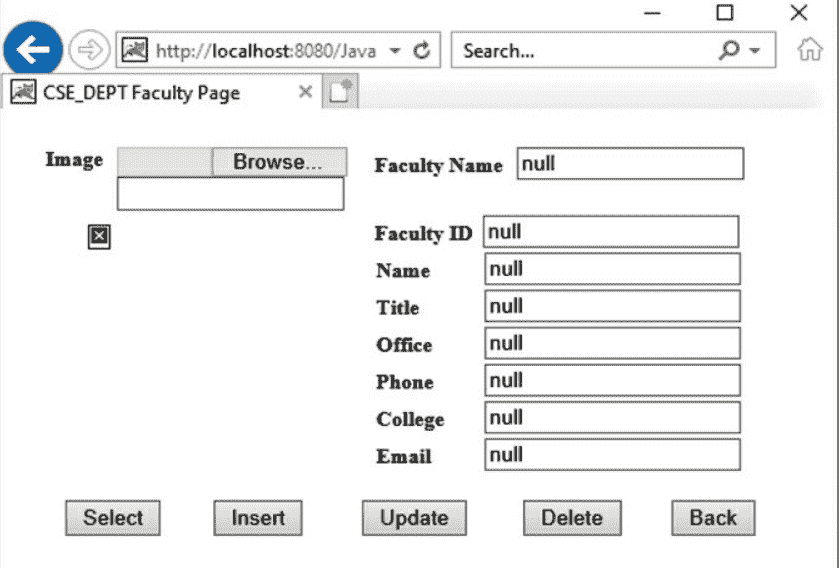 http://localhost:8080/Java
Search...
CSE_DEPT Faculty Page
Image Browse... Faculty Name null
Faculty ID null
Name null
Title null
Office null
Phone null
College null
Email null
Select Insert Update Delete Back